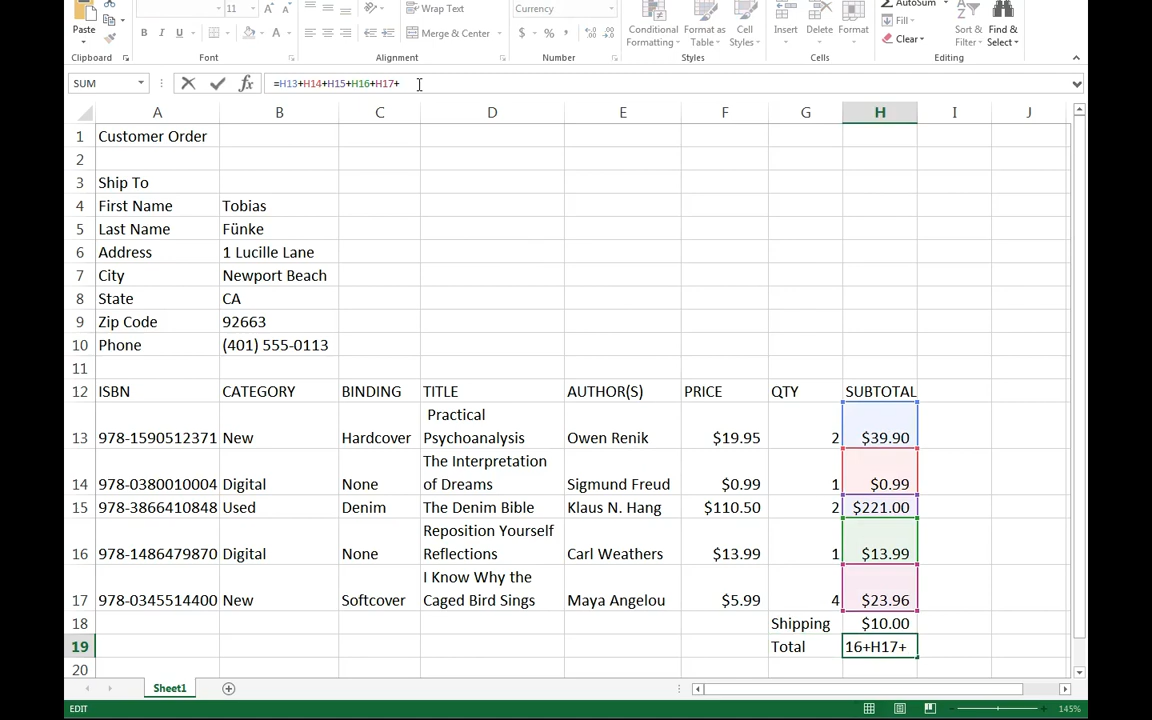 11 A A Wrap Text Currency AutoSum
Paste B I U Merge & Center $ % , Conditional Formatting Format as Table Cell Styles Insert Delete Format Fill Clear Sort & Filter Find & Select
Clipboard Font Alignment Number Styles Cells Editing
SUM fx =H13+H14+H15+H16+H17+
A B C D E F G H I J
1 Customer Order
2
3 Ship To
4 First Name Tobias
5 Last Name Fünke
6 Address 1 Lucille Lane
7 City Newport Beach
8 State CA
9 Zip Code 92663
10 Phone (401) 555-0113
11
12 ISBN CATEGORY BINDING TITLE AUTHOR(S) PRICE QTY SUBTOTAL
13 978-1590512371 New Hardcover Practical Psychoanalysis Owen Renik $19.95 2 $39.90
14 978-0380010004 Digital None The Interpretation of Dreams Sigmund Freud $0.99 1 $0.99
15 978-3866410848 Used Denim The Denim Bible Klaus N. Hang $110.50 2 $221.00
16 978-1486479870 Digital None Reposition Yourself Reflections Carl Weathers $13.99 1 $13.99
17 978-0345514400 New Softcover I Know Why the Caged Bird Sings Maya Angelou $5.99 4 $23.96
18 Shipping $10.00
19 Total 16+H17+
20
Sheet1
EDIT 145%